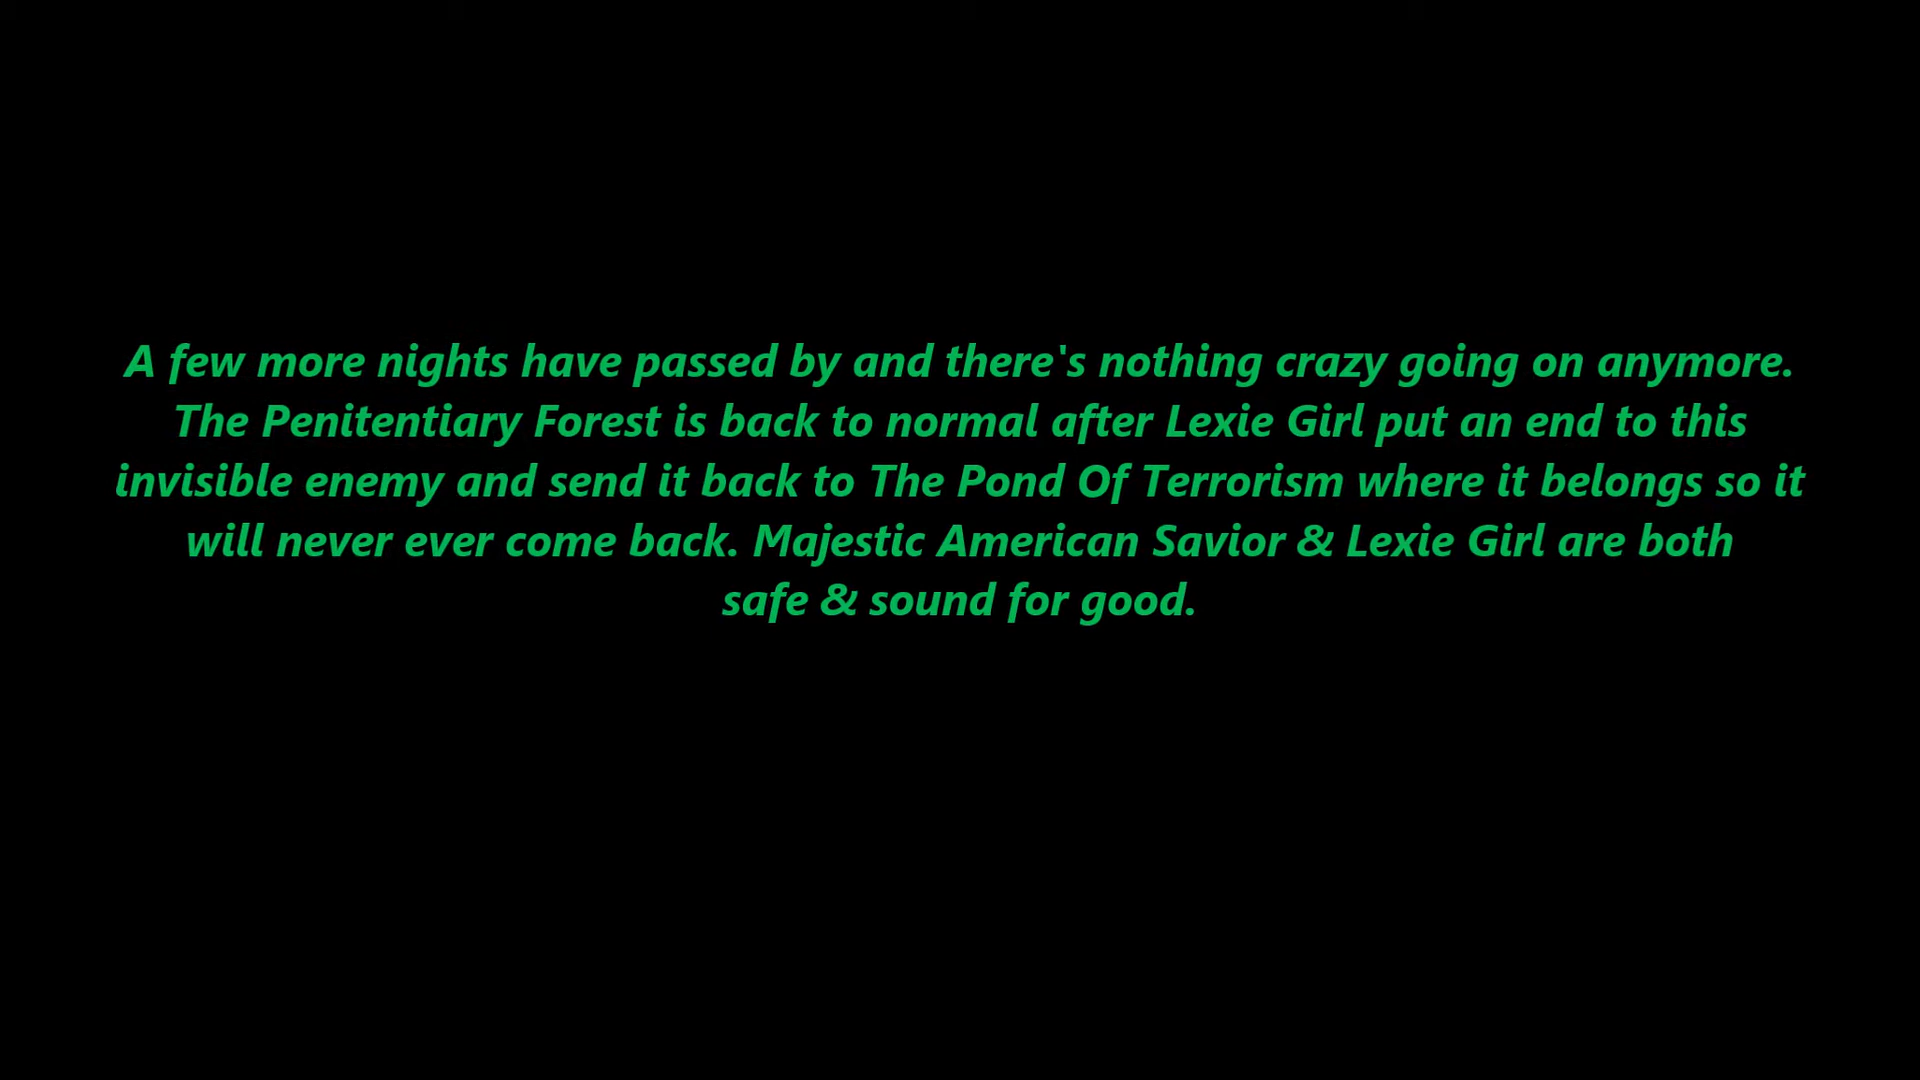 A few more nights have passed by and there's nothing crazy going on anymore.
The Penitentiary Forest is back to normal after Lexie Girl put an end to this
invisible enemy and send it back to The Pond Of Terrorism where it belongs so it
will never ever come back. Majestic American Savior & Lexie Girl are both
safe & sound for good.